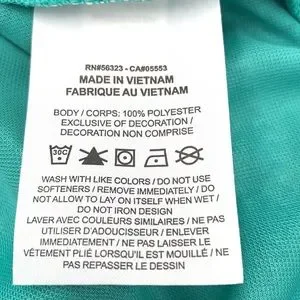 RN#56323 - CA#05553
MADE IN VIETNAM
FABRIQUE AU VIETNAM
BODY / CORPS: 100% POLYESTER
EXCLUSIVE OF DECORATION /
DECORATION NON COMPRISE
30C
WASH WITH LIKE COLORS / DO NOT USE
SOFTENERS / REMOVE IMMEDIATELY / DO
NOT ALLOW TO LAY ON ITSELF WHEN WET /
DO NOT IRON DESIGN
LAVER AVEC COULEURS SIMILAIRES / NE PAS
UTILISER D'ADOUCISSEUR / ENLEVER
IMMEDIATEMENT / NE PAS LAISSER LE
VÊTEMENT PLIÉ LORSQU'IL EST MOUILLÉ / NE
PAS REPASSER LE DESSIN